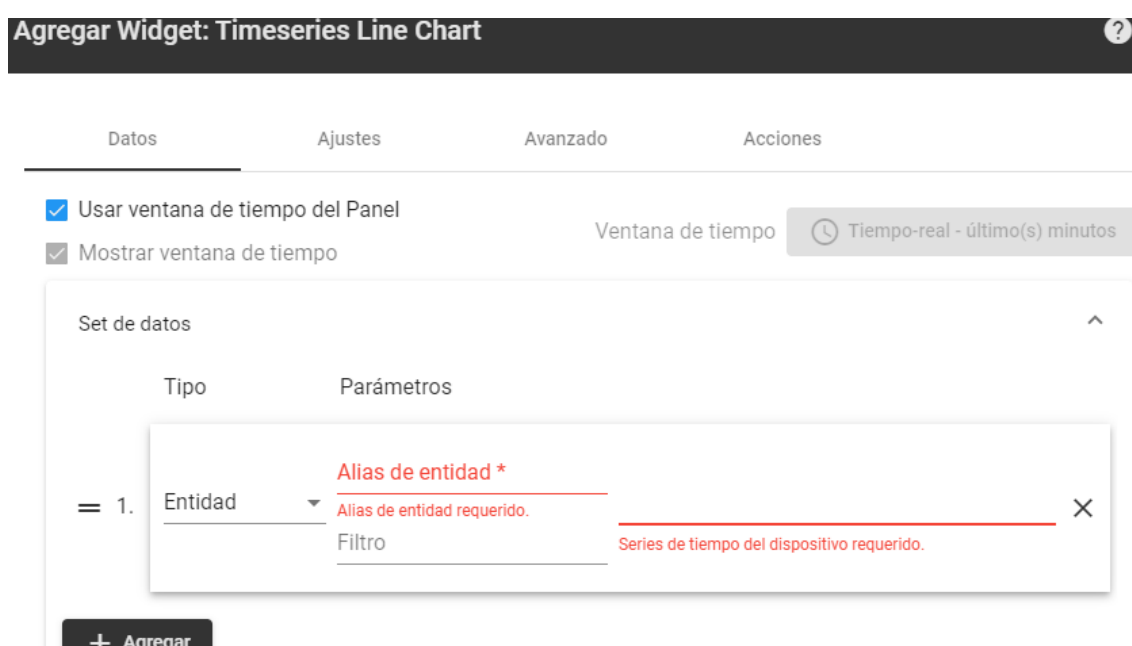 Agregar Widget: Timeseries Line Chart
?
Datos Ajustes Avanzado Acciones
Usar ventana de tiempo del Panel
Mostrar ventana de tiempo
Ventana de tiempo Tiempo-real - último(s) minutos
Set de datos
Tipo Parámetros
= 1. Entidad
Alias de entidad *
Alias de entidad requerido.
Filtro
Series de tiempo del dispositivo requerido.
+ Agregar